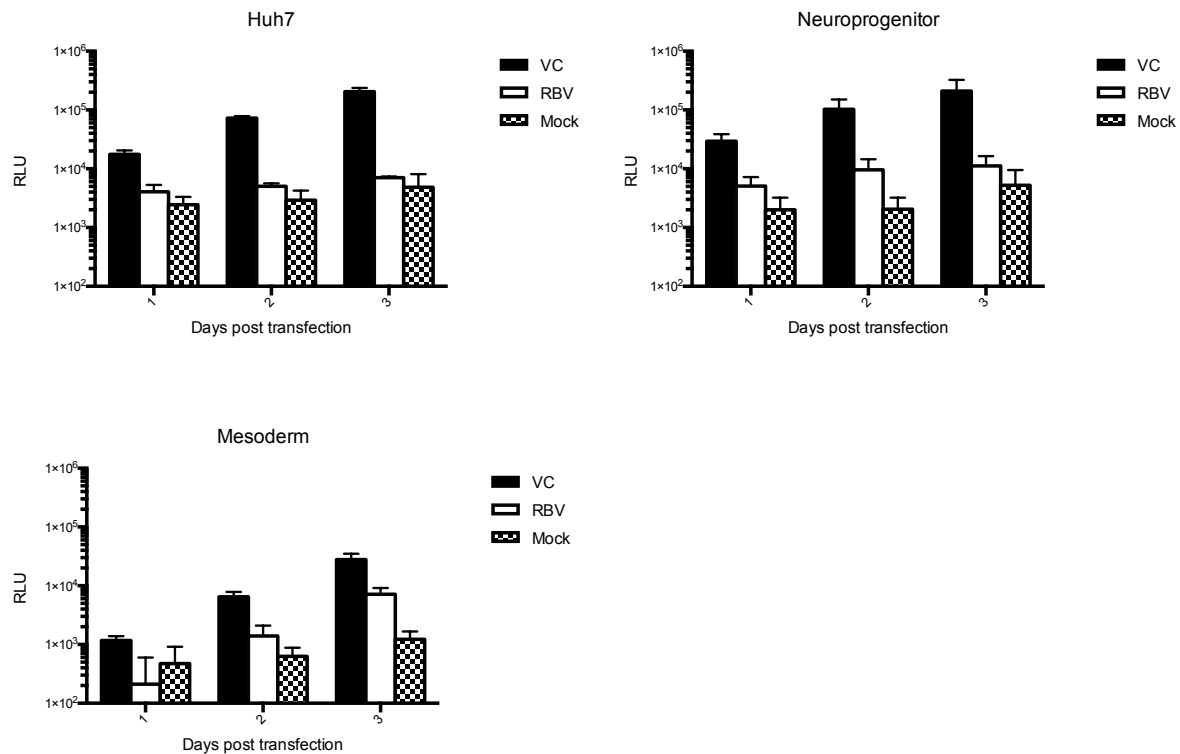 Huh7
1×10⁶
1×10⁵
1×10⁴
1×10³
1×10²
RLU
1
2
3
Days post transfection
VC
RBV
Mock
Neuroprogenitor
1×10⁶
1×10⁵
1×10⁴
1×10³
1×10²
RLU
1
2
3
Days post transfection
VC
RBV
Mock
Mesoderm
1×10⁶
1×10⁵
1×10⁴
1×10³
1×10²
RLU
1
2
3
Days post transfection
VC
RBV
Mock